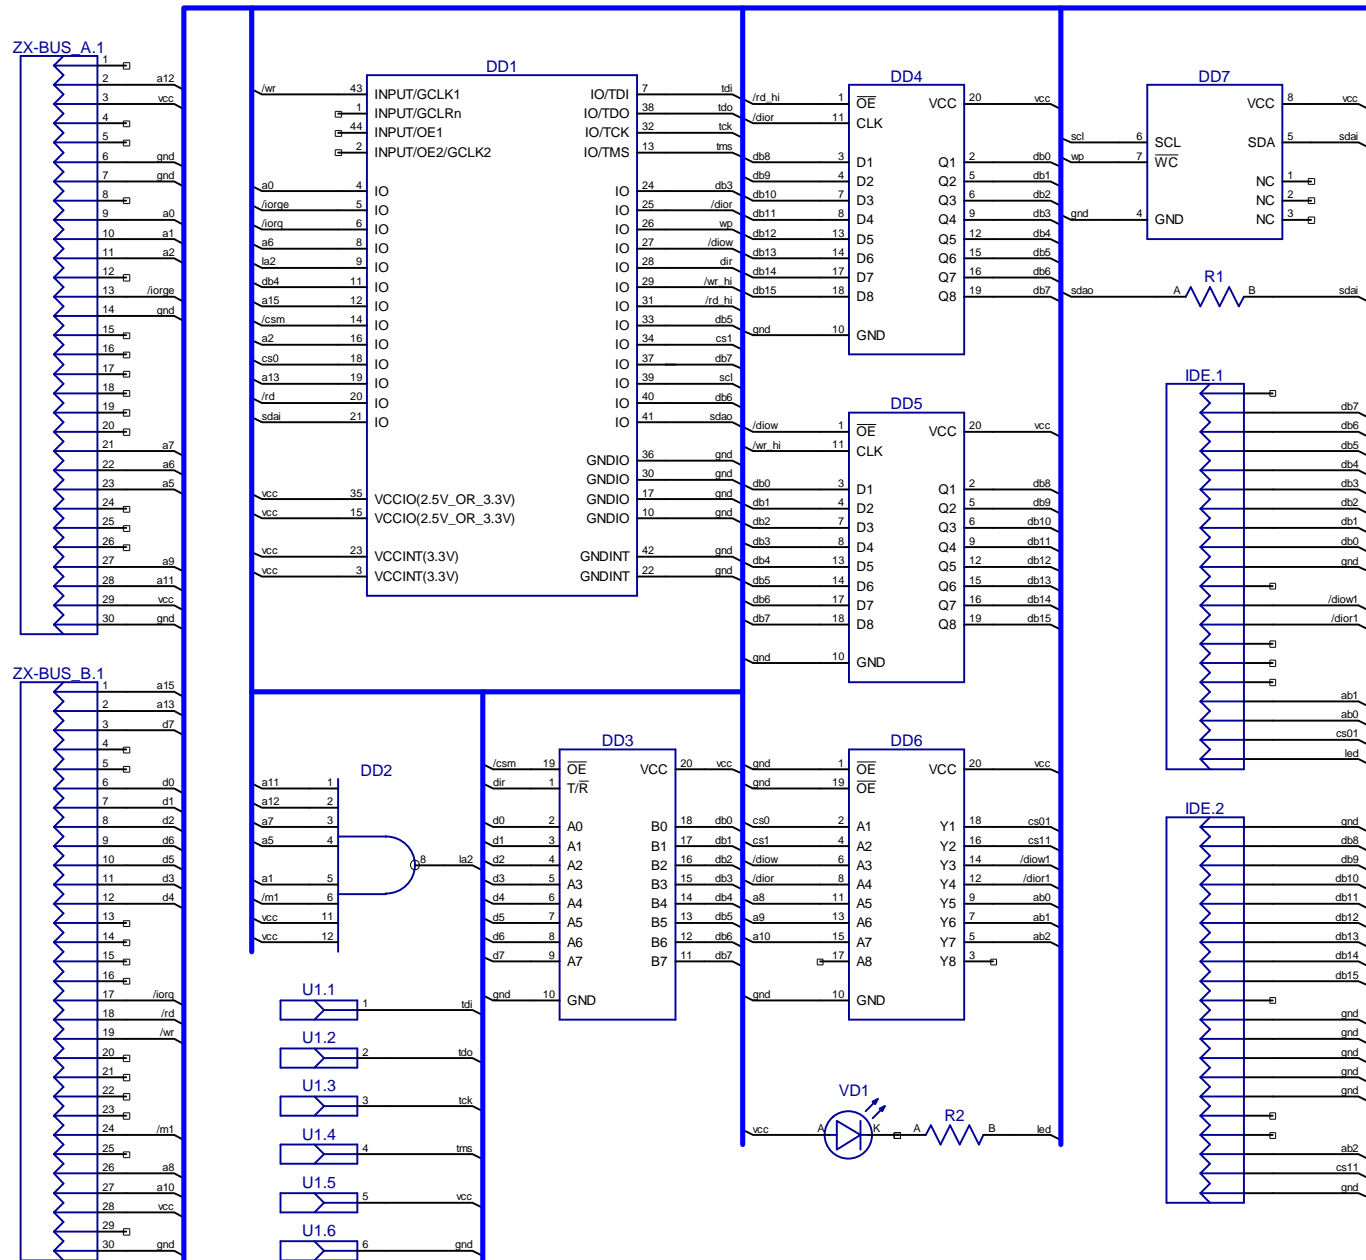 ZX-BUS_A.1
1
2 a12
3 vcc
4
5
6 gnd
7 gnd
8
9 a0
10 a1
11 a2
12
13 /iorge
14 gnd
15
16
17
18
19
20
21 a7
22 a6
23 a5
24
25
26
27 a9
28 a11
29 vcc
30 gnd
ZX-BUS_B.1
1 a15
2 a13
3 d7
4
5
6 d0
7 d1
8 d2
9 d6
10 d5
11 d3
12 d4
13
14
15
16
17 /iorq
18 /rd
19 /wr
20
21
22
23
24 /m1
25
26 a8
27 a10
28 vcc
29
30 gnd
DD1
/wr 43 INPUT/GCLK1 IO/TDI 7 tdi
1 INPUT/GCLRn IO/TDO 38 tdo
44 INPUT/OE1 IO/TCK 32 tck
2 INPUT/OE2/GCLK2 IO/TMS 13 tms
a0 4 IO IO 24 db3
/iorge 5 IO IO 25 /dior
/iorq 6 IO IO 26 wp
a6 8 IO IO 27 /diow
la2 9 IO IO 28 dir
db4 11 IO IO 29 /wr_hi
a15 12 IO IO 31 /rd_hi
/csm 14 IO IO 33 db5
a2 16 IO IO 34 cs1
cs0 18 IO IO 37 db7
a13 19 IO IO 39 scl
/rd 20 IO IO 40 db6
sdai 21 IO IO 41 sdao
GNDIO 36 gnd
GNDIO 30 gnd
vcc 35 VCCIO(2.5V_OR_3.3V) GNDIO 17 gnd
vcc 15 VCCIO(2.5V_OR_3.3V) GNDIO 10 gnd
vcc 23 VCCINT(3.3V) GNDINT 42 gnd
vcc 3 VCCINT(3.3V) GNDINT 22 gnd
DD2
a11 1
a12 2
a7 3
a5 4
8 la2
a1 5
/m1 6
vcc 11
vcc 12
U1.1
1 tdi
U1.2
2 tdo
U1.3
3 tck
U1.4
4 tms
U1.5
5 vcc
U1.6
6 gnd
DD3
/csm 19 OE VCC 20 vcc
dir 1 T/R
d0 2 A0 B0 18 db0
d1 3 A1 B1 17 db1
d2 4 A2 B2 16 db2
d3 5 A3 B3 15 db3
d4 6 A4 B4 14 db4
d5 7 A5 B5 13 db5
d6 8 A6 B6 12 db6
d7 9 A7 B7 11 db7
gnd 10 GND
DD4
/rd_hi 1 OE VCC 20 vcc
/dior 11 CLK
db8 3 D1 Q1 2 db0
db9 4 D2 Q2 5 db1
db10 7 D3 Q3 6 db2
db11 8 D4 Q4 9 db3
db12 13 D5 Q5 12 db4
db13 14 D6 Q6 15 db5
db14 17 D7 Q7 16 db6
db15 18 D8 Q8 19 db7
gnd 10 GND
DD5
/diow 1 OE VCC 20 vcc
/wr_hi 11 CLK
db0 3 D1 Q1 2 db8
db1 4 D2 Q2 5 db9
db2 7 D3 Q3 6 db10
db3 8 D4 Q4 9 db11
db4 13 D5 Q5 12 db12
db5 14 D6 Q6 15 db13
db6 17 D7 Q7 16 db14
db7 18 D8 Q8 19 db15
gnd 10 GND
DD6
gnd 1 OE VCC 20 vcc
gnd 19 OE
cs0 2 A1 Y1 18 cs01
cs1 4 A2 Y2 16 cs11
/diow 6 A3 Y3 14 /diow1
/dior 8 A4 Y4 12 /dior1
a8 11 A5 Y5 9 ab0
a9 13 A6 Y6 7 ab1
a10 15 A7 Y7 5 ab2
17 A8 Y8 3
gnd 10 GND
VD1
vcc A K
R2
A B led
DD7
VCC 8 vcc
scl 6 SCL SDA 5 sdai
wp 7 WC
NC 1
NC 2
gnd 4 GND NC 3
R1
sdao A B sdai
IDE.1
db7
db6
db5
db4
db3
db2
db1
db0
gnd
/diow1
/dior1
ab1
ab0
cs01
led
IDE.2
gnd
db8
db9
db10
db11
db12
db13
db14
db15
gnd
gnd
gnd
gnd
gnd
ab2
cs11
gnd